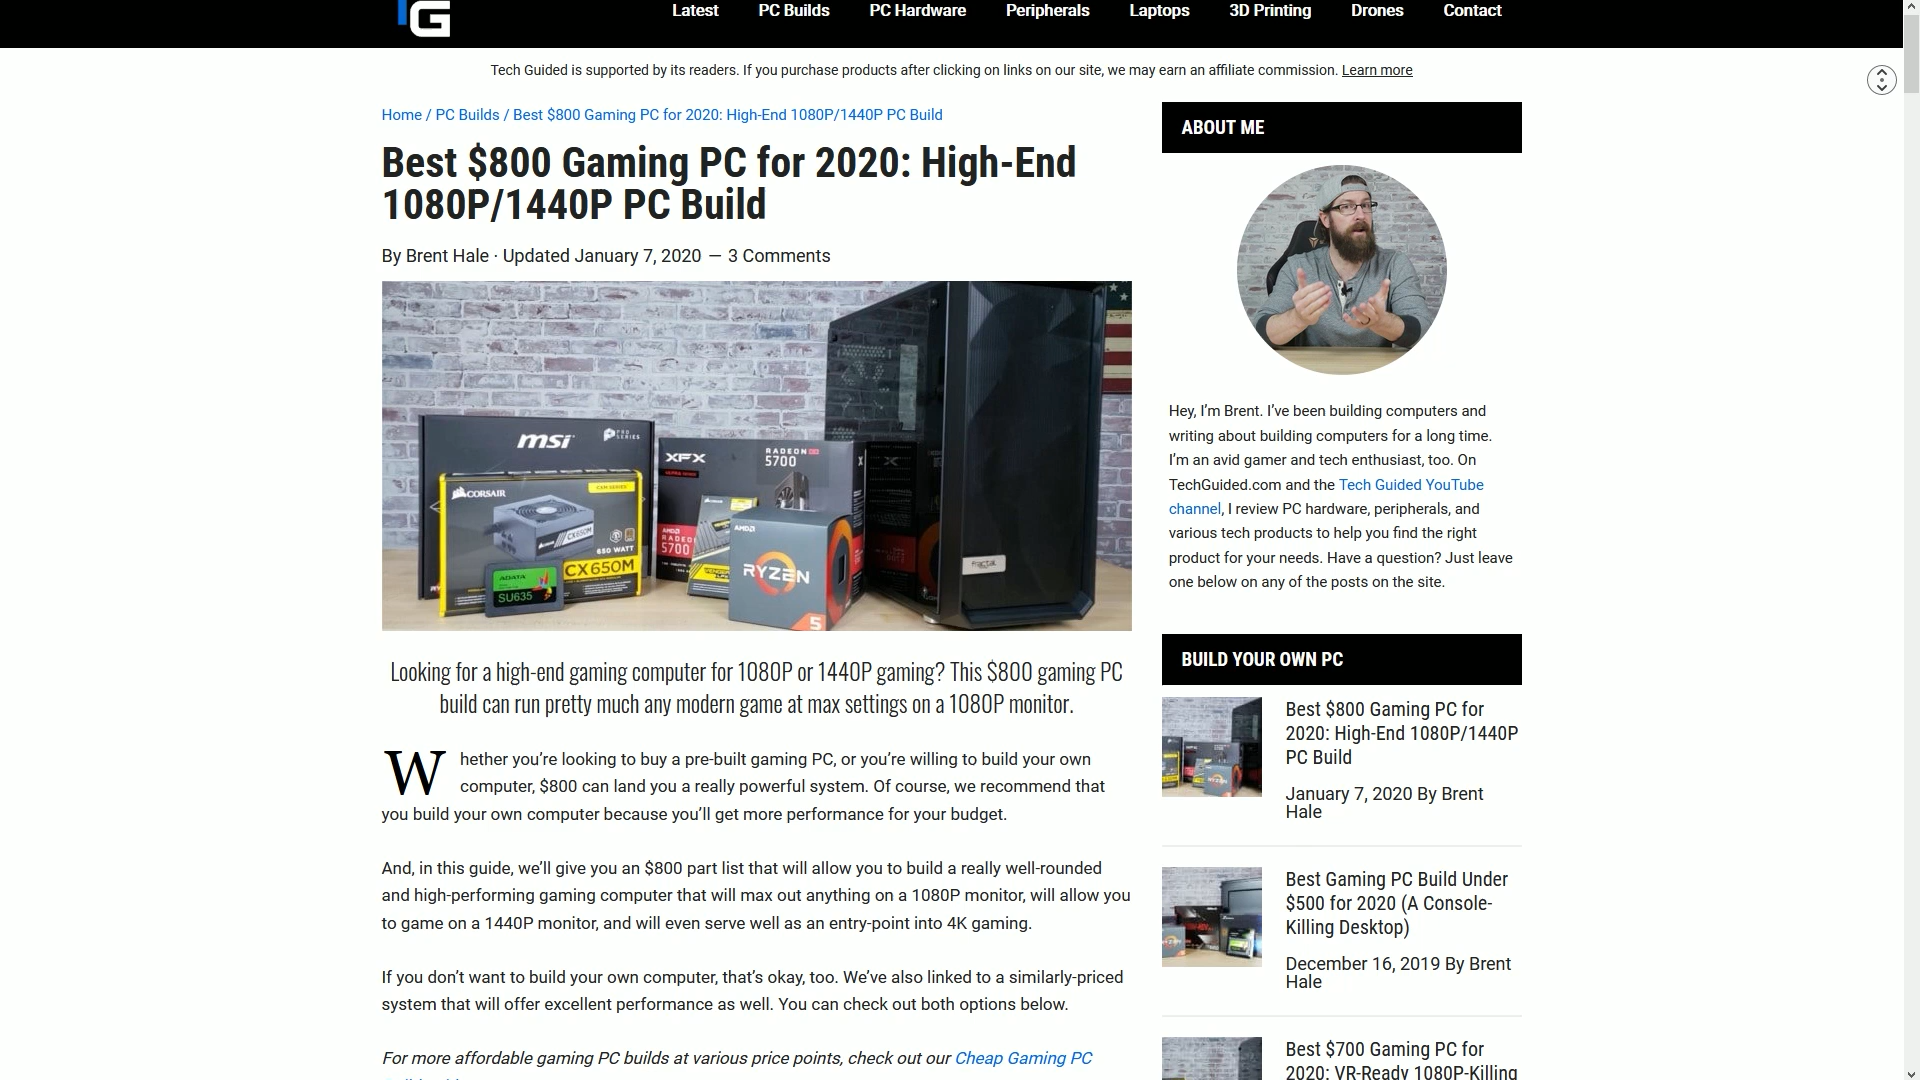 G
Latest PC Builds PC Hardware Peripherals Laptops 3D Printing Drones Contact
Tech Guided is supported by its readers. If you purchase products after clicking on links on our site, we may earn an affiliate commission. Learn more
Home / PC Builds / Best $800 Gaming PC for 2020: High-End 1080P/1440P PC Build
Best $800 Gaming PC for 2020: High-End
1080P/1440P PC Build
By Brent Hale · Updated January 7, 2020 — 3 Comments
msi
PRO
SERIES
CORSAIR
CXM SERIES
CX650M
650 WATT
CX650M
ADATA
SU635
XFX
RADEON
5700
AMD
RADEON
5700
AMD
RYZEN
5
fractal
Looking for a high-end gaming computer for 1080P or 1440P gaming? This $800 gaming PC
build can run pretty much any modern game at max settings on a 1080P monitor.
Whether you’re looking to buy a pre-built gaming PC, or you’re willing to build your own
computer, $800 can land you a really powerful system. Of course, we recommend that
you build your own computer because you’ll get more performance for your budget.
And, in this guide, we’ll give you an $800 part list that will allow you to build a really well-rounded
and high-performing gaming computer that will max out anything on a 1080P monitor, will allow you
to game on a 1440P monitor, and will even serve well as an entry-point into 4K gaming.
If you don’t want to build your own computer, that’s okay, too. We’ve also linked to a similarly-priced
system that will offer excellent performance as well. You can check out both options below.
For more affordable gaming PC builds at various price points, check out our Cheap Gaming PC
ABOUT ME
Hey, I’m Brent. I’ve been building computers and
writing about building computers for a long time.
I’m an avid gamer and tech enthusiast, too. On
TechGuided.com and the Tech Guided YouTube
channel, I review PC hardware, peripherals, and
various tech products to help you find the right
product for your needs. Have a question? Just leave
one below on any of the posts on the site.
BUILD YOUR OWN PC
Best $800 Gaming PC for
2020: High-End 1080P/1440P
PC Build
January 7, 2020 By Brent
Hale
Best Gaming PC Build Under
$500 for 2020 (A Console-
Killing Desktop)
December 16, 2019 By Brent
Hale
Best $700 Gaming PC for
2020: VR-Ready 1080P-Killing